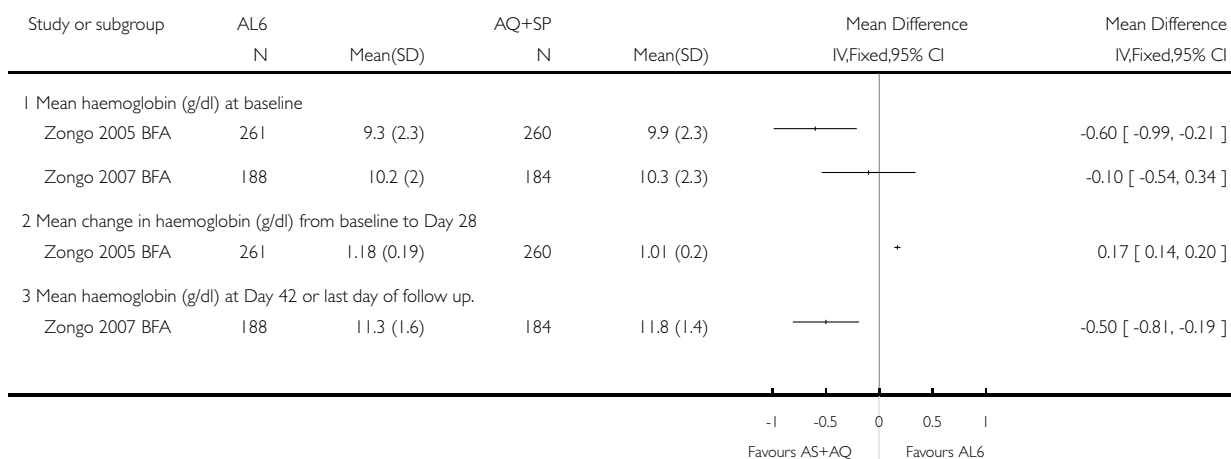 Study or subgroup AL6 AQ+SP Mean Difference Mean Difference
N Mean(SD) N Mean(SD) IV,Fixed,95% CI IV,Fixed,95% CI
1 Mean haemoglobin (g/dl) at baseline
Zongo 2005 BFA 261 9.3 (2.3) 260 9.9 (2.3) -0.60 [ -0.99, -0.21 ]
Zongo 2007 BFA 188 10.2 (2) 184 10.3 (2.3) -0.10 [ -0.54, 0.34 ]
2 Mean change in haemoglobin (g/dl) from baseline to Day 28
Zongo 2005 BFA 261 1.18 (0.19) 260 1.01 (0.2) 0.17 [ 0.14, 0.20 ]
3 Mean haemoglobin (g/dl) at Day 42 or last day of follow up.
Zongo 2007 BFA 188 11.3 (1.6) 184 11.8 (1.4) -0.50 [ -0.81, -0.19 ]
-1 -0.5 0 0.5 1
Favours AS+AQ Favours AL6